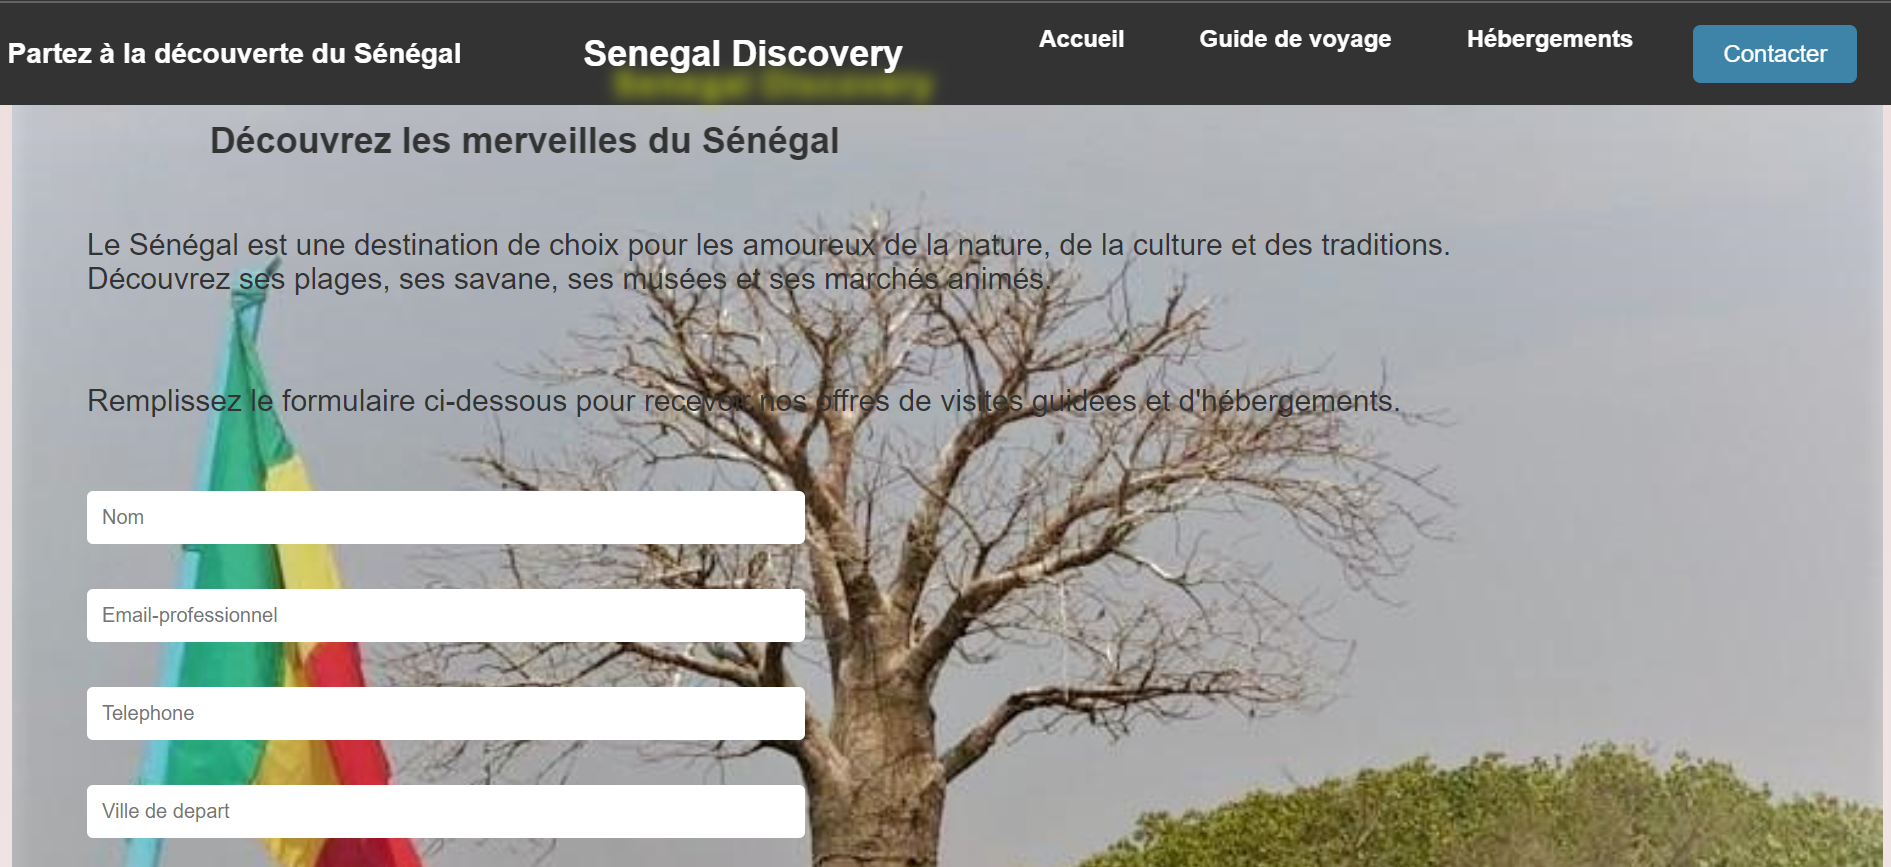 Partez à la découverte du Sénégal
Senegal Discovery
Accueil
Guide de voyage
Hébergements
Contacter
Senegal Discovery
Découvrez les merveilles du Sénégal
Le Sénégal est une destination de choix pour les amoureux de la nature, de la culture et des traditions.
Découvrez ses plages, ses savane, ses musées et ses marchés animés.
Remplissez le formulaire ci-dessous pour recevoir nos offres de visites guidées et d'hébergements.
Nom
Email-professionnel
Telephone
Ville de depart